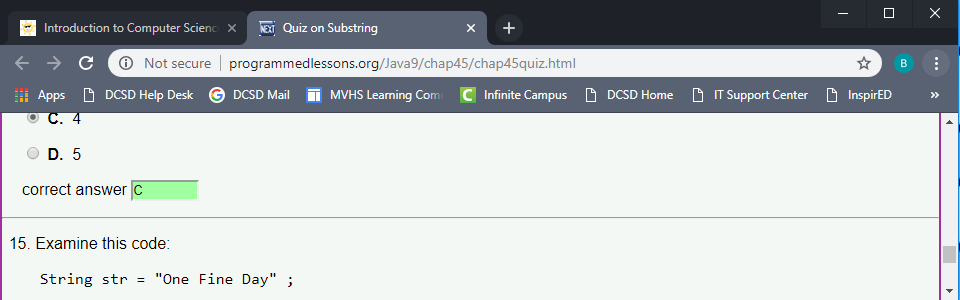 Introduction to Computer Scienc
NEXT Quiz on Substring
Not secure | programmedlessons.org/Java9/chap45/chap45quiz.html
B
Apps DCSD Help Desk DCSD Mail MVHS Learning Com Infinite Campus DCSD Home IT Support Center InspirED »
C. 4
D. 5
correct answer C
15. Examine this code:
String str = "One Fine Day" ;